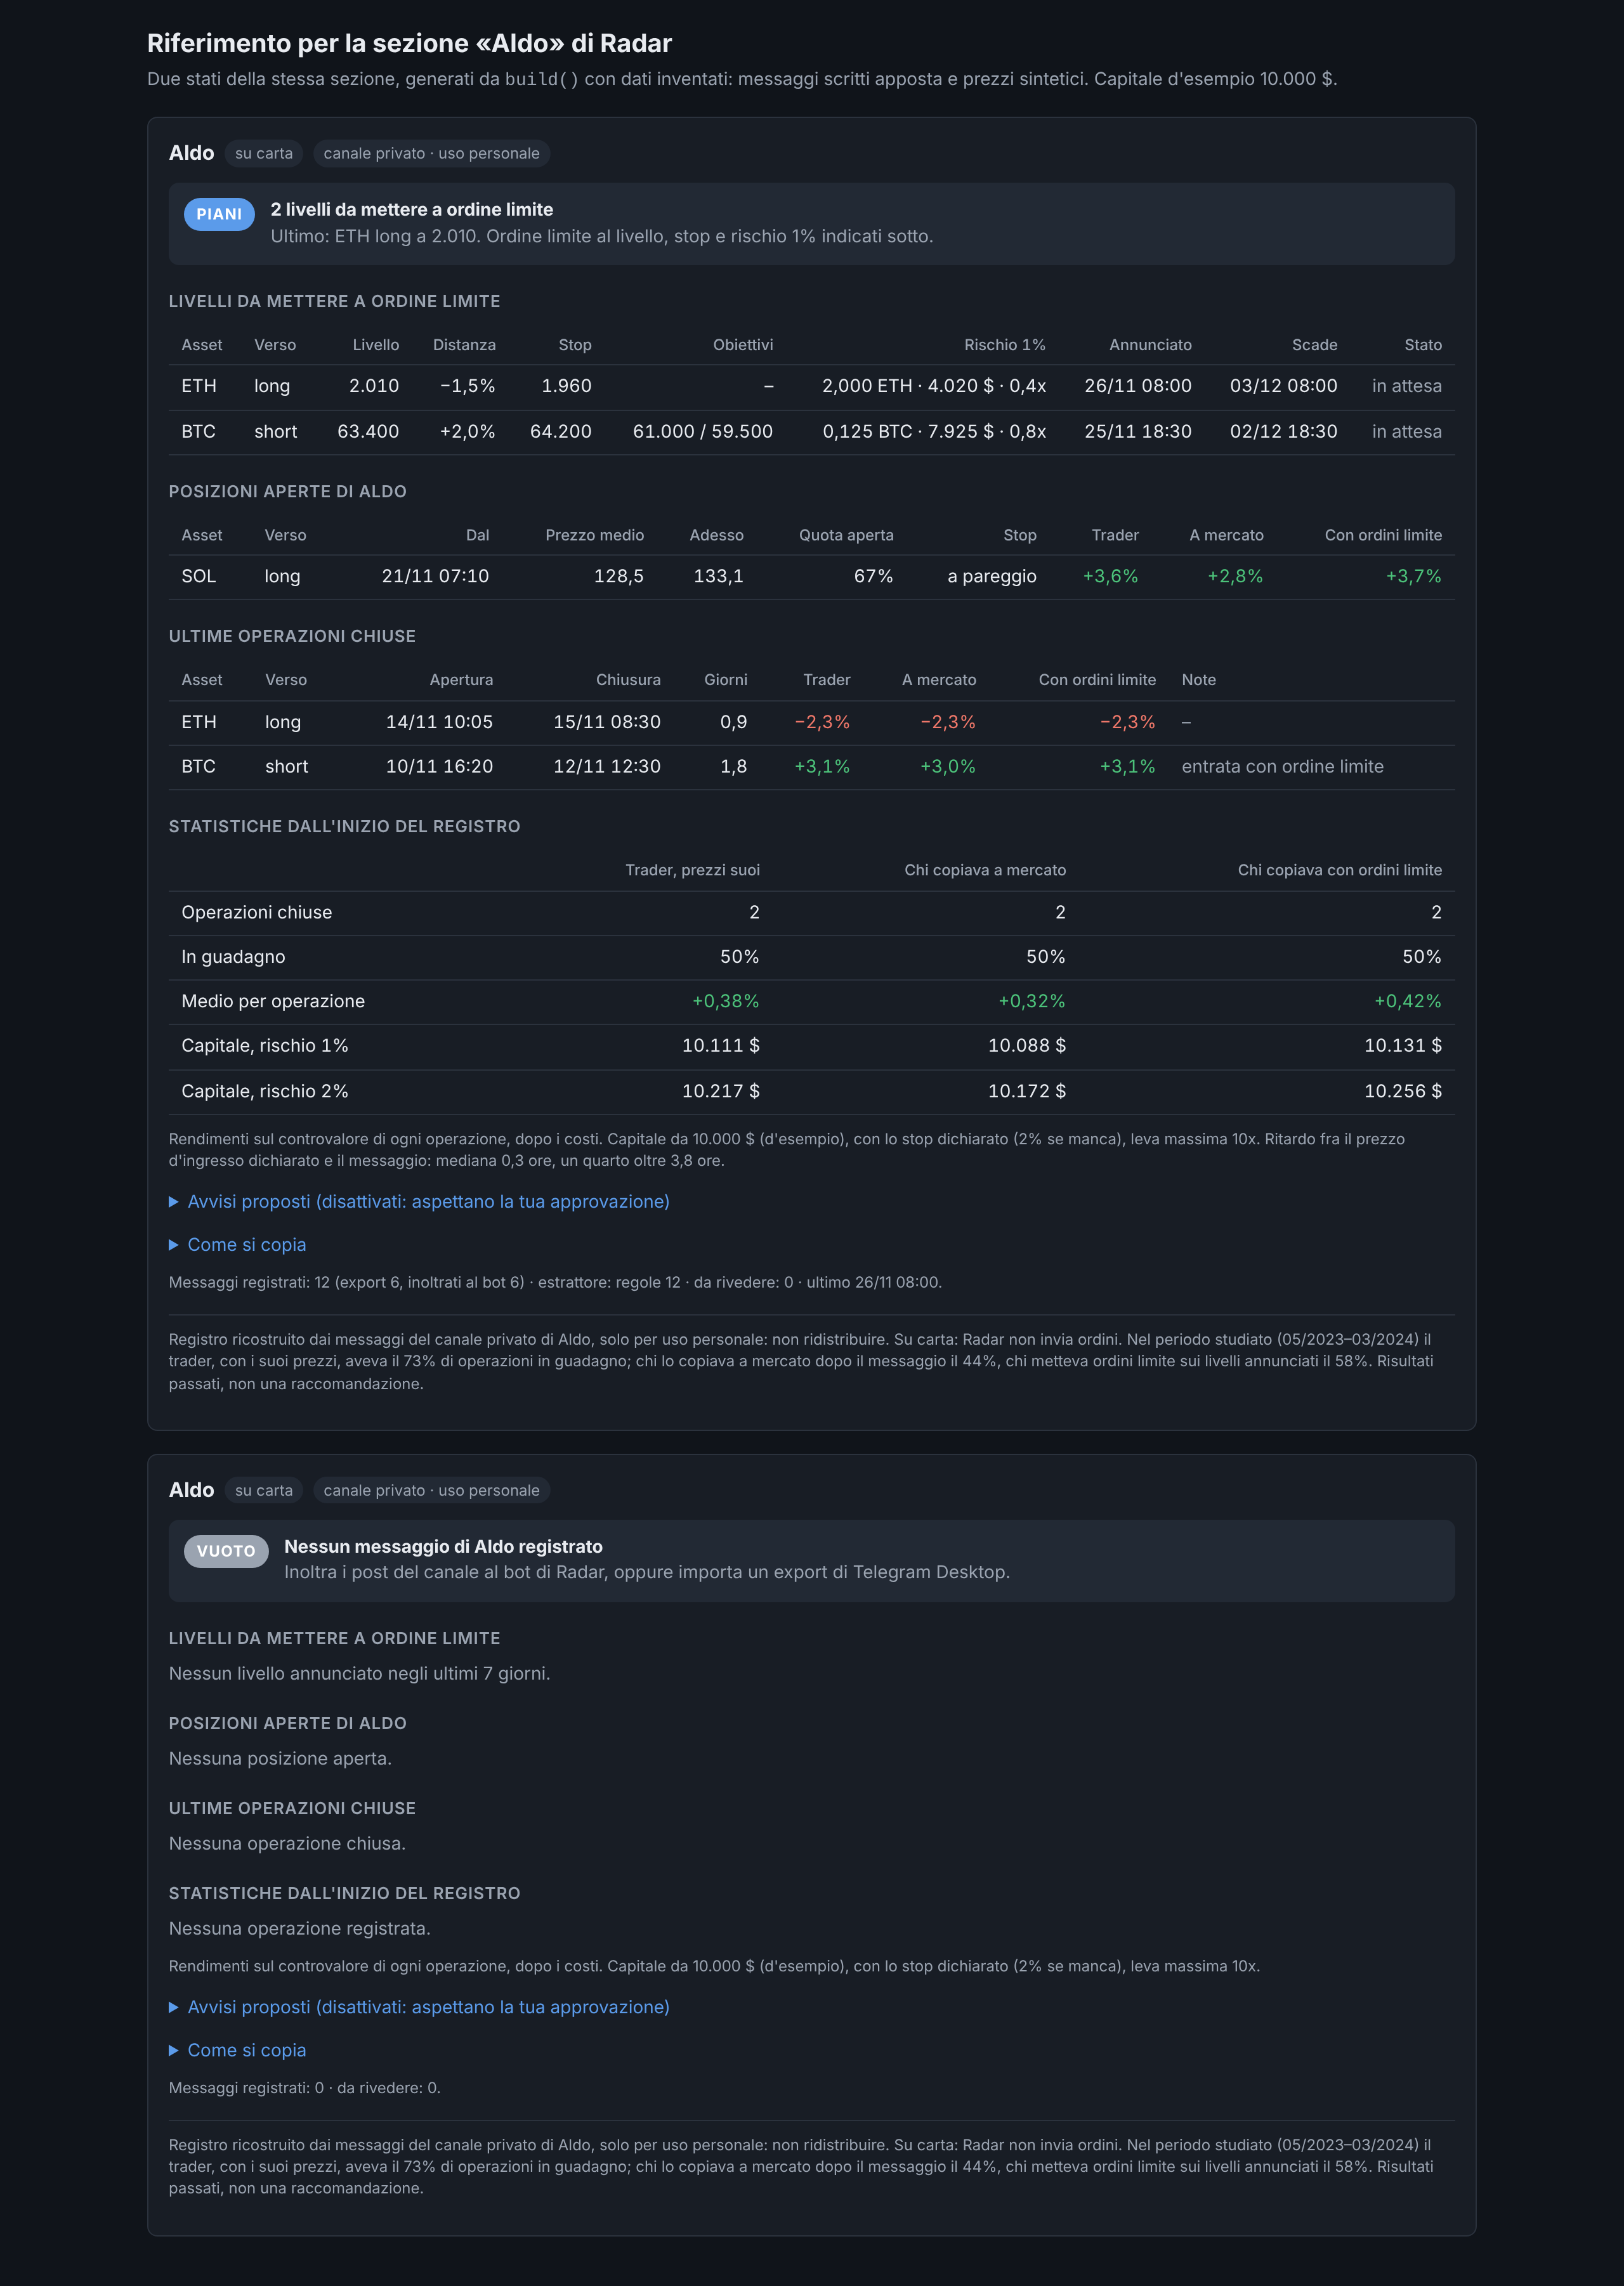 Riferimento per la sezione «Aldo» di Radar
Due stati della stessa sezione, generati da build() con dati inventati: messaggi scritti apposta e prezzi sintetici. Capitale d'esempio 10.000 $.
Aldo su carta canale privato · uso personale
PIANI 2 livelli da mettere a ordine limite
Ultimo: ETH long a 2.010. Ordine limite al livello, stop e rischio 1% indicati sotto.
LIVELLI DA METTERE A ORDINE LIMITE
Asset Verso Livello Distanza Stop Obiettivi Rischio 1% Annunciato Scade Stato
ETH long 2.010 −1,5% 1.960 – 2,000 ETH · 4.020 $ · 0,4x 26/11 08:00 03/12 08:00 in attesa
BTC short 63.400 +2,0% 64.200 61.000 / 59.500 0,125 BTC · 7.925 $ · 0,8x 25/11 18:30 02/12 18:30 in attesa
POSIZIONI APERTE DI ALDO
Asset Verso Dal Prezzo medio Adesso Quota aperta Stop Trader A mercato Con ordini limite
SOL long 21/11 07:10 128,5 133,1 67% a pareggio +3,6% +2,8% +3,7%
ULTIME OPERAZIONI CHIUSE
Asset Verso Apertura Chiusura Giorni Trader A mercato Con ordini limite Note
ETH long 14/11 10:05 15/11 08:30 0,9 −2,3% −2,3% −2,3% –
BTC short 10/11 16:20 12/11 12:30 1,8 +3,1% +3,0% +3,1% entrata con ordine limite
STATISTICHE DALL'INIZIO DEL REGISTRO
Trader, prezzi suoi Chi copiava a mercato Chi copiava con ordini limite
Operazioni chiuse 2 2 2
In guadagno 50% 50% 50%
Medio per operazione +0,38% +0,32% +0,42%
Capitale, rischio 1% 10.111 $ 10.088 $ 10.131 $
Capitale, rischio 2% 10.217 $ 10.172 $ 10.256 $
Rendimenti sul controvalore di ogni operazione, dopo i costi. Capitale da 10.000 $ (d'esempio), con lo stop dichiarato (2% se manca), leva massima 10x. Ritardo fra il prezzo
d'ingresso dichiarato e il messaggio: mediana 0,3 ore, un quarto oltre 3,8 ore.
▶ Avvisi proposti (disattivati: aspettano la tua approvazione)
▶ Come si copia
Messaggi registrati: 12 (export 6, inoltrati al bot 6) · estrattore: regole 12 · da rivedere: 0 · ultimo 26/11 08:00.
Registro ricostruito dai messaggi del canale privato di Aldo, solo per uso personale: non ridistribuire. Su carta: Radar non invia ordini. Nel periodo studiato (05/2023–03/2024) il
trader, con i suoi prezzi, aveva il 73% di operazioni in guadagno; chi lo copiava a mercato dopo il messaggio il 44%, chi metteva ordini limite sui livelli annunciati il 58%. Risultati
passati, non una raccomandazione.
Aldo su carta canale privato · uso personale
VUOTO Nessun messaggio di Aldo registrato
Inoltra i post del canale al bot di Radar, oppure importa un export di Telegram Desktop.
LIVELLI DA METTERE A ORDINE LIMITE
Nessun livello annunciato negli ultimi 7 giorni.
POSIZIONI APERTE DI ALDO
Nessuna posizione aperta.
ULTIME OPERAZIONI CHIUSE
Nessuna operazione chiusa.
STATISTICHE DALL'INIZIO DEL REGISTRO
Nessuna operazione registrata.
Rendimenti sul controvalore di ogni operazione, dopo i costi. Capitale da 10.000 $ (d'esempio), con lo stop dichiarato (2% se manca), leva massima 10x.
▶ Avvisi proposti (disattivati: aspettano la tua approvazione)
▶ Come si copia
Messaggi registrati: 0 · da rivedere: 0.
Registro ricostruito dai messaggi del canale privato di Aldo, solo per uso personale: non ridistribuire. Su carta: Radar non invia ordini. Nel periodo studiato (05/2023–03/2024) il
trader, con i suoi prezzi, aveva il 73% di operazioni in guadagno; chi lo copiava a mercato dopo il messaggio il 44%, chi metteva ordini limite sui livelli annunciati il 58%. Risultati
passati, non una raccomandazione.